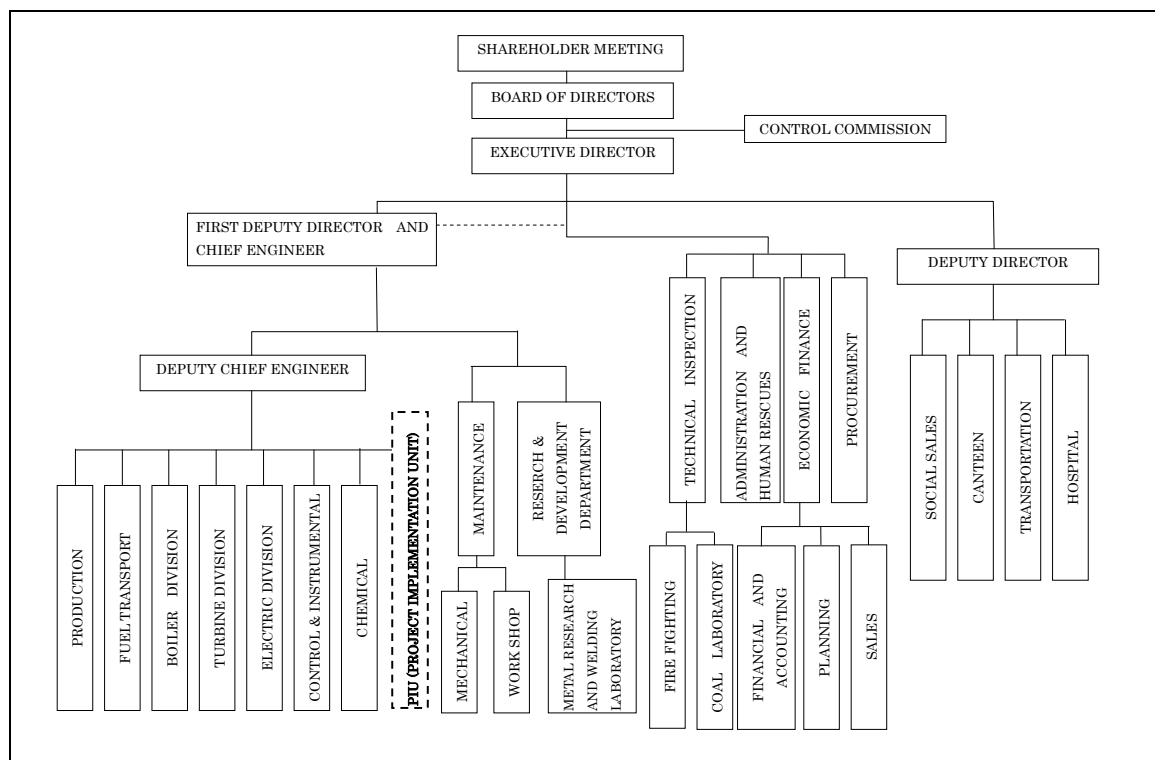 SHAREHOLDER MEETING
BOARD OF DIRECTORS
CONTROL COMMISSION
EXECUTIVE DIRECTOR
FIRST DEPUTY DIRECTOR AND
CHIEF ENGINEER
DEPUTY DIRECTOR
DEPUTY CHIEF ENGINEER
TECHNICAL INSPECTION
ADMINISTRATION AND
HUMAN RESCUES
ECONOMIC FINANCE
PROCUREMENT
SOCIAL SALES
CANTEEN
TRANSPORTATION
HOSPITAL
MAINTENANCE
RESERCH &
DEVELOPMENT
DEPARTMENT
PRODUCTION
FUEL TRANSPORT
BOILER DIVISION
TURBINE DIVISION
ELECTRIC DIVISION
CONTROL & INSTRUMENTAL
CHEMICAL
PIU (PROJECT IMPLEMENTATION UNIT)
MECHANICAL
WORK SHOP
METAL RESEARCH
AND WELDING
LABORATORY
FIRE FIGHTING
COAL LABORATORY
FINANCIAL AND
ACCOUNTING
PLANNING
SALES